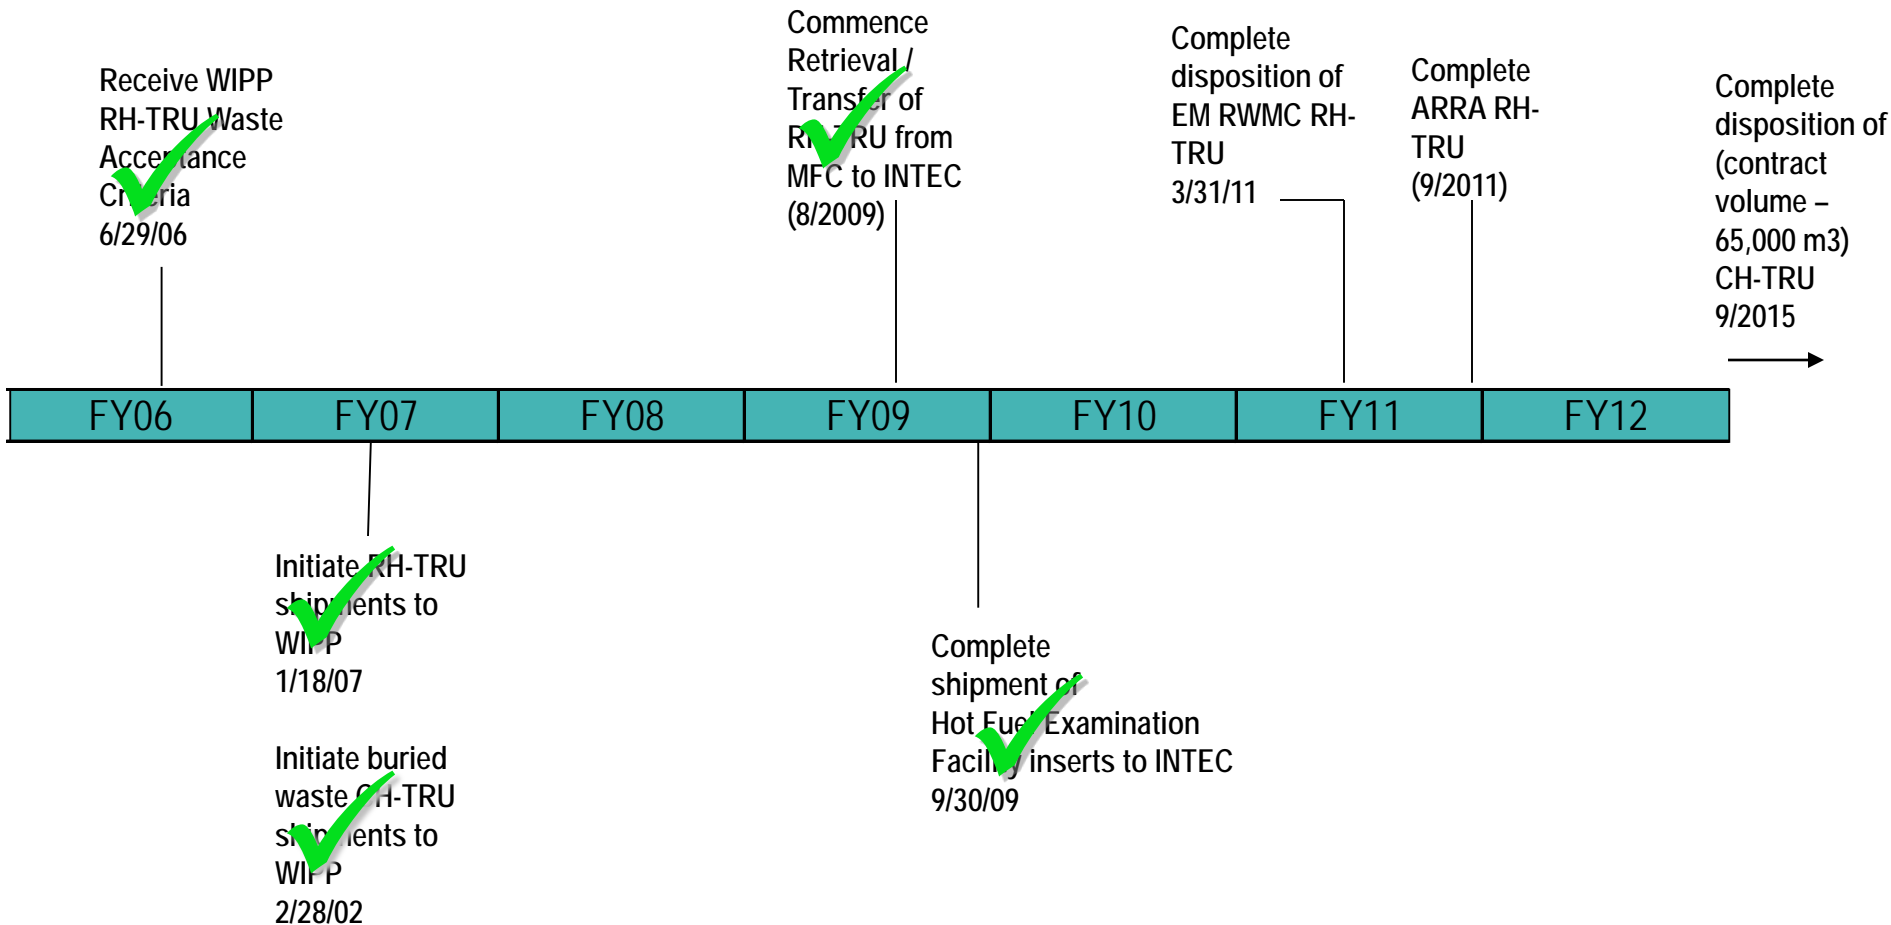 Receive WIPP
RH-TRU Waste
Acceptance
Criteria
6/29/06
Commence
Retrieval /
Transfer of
RH-TRU from
MFC to INTEC
(8/2009)
Complete
disposition of
EM RWMC RH-
TRU
3/31/11
Complete
ARRA RH-
TRU
(9/2011)
Complete
disposition of
(contract
volume –
65,000 m3)
CH-TRU
9/2015
FY06
FY07
FY08
FY09
FY10
FY11
FY12
Initiate RH-TRU
shipments to
WIPP
1/18/07
Initiate buried
waste CH-TRU
shipments to
WIPP
2/28/02
Complete
shipment of
Hot Fuel Examination
Facility inserts to INTEC
9/30/09